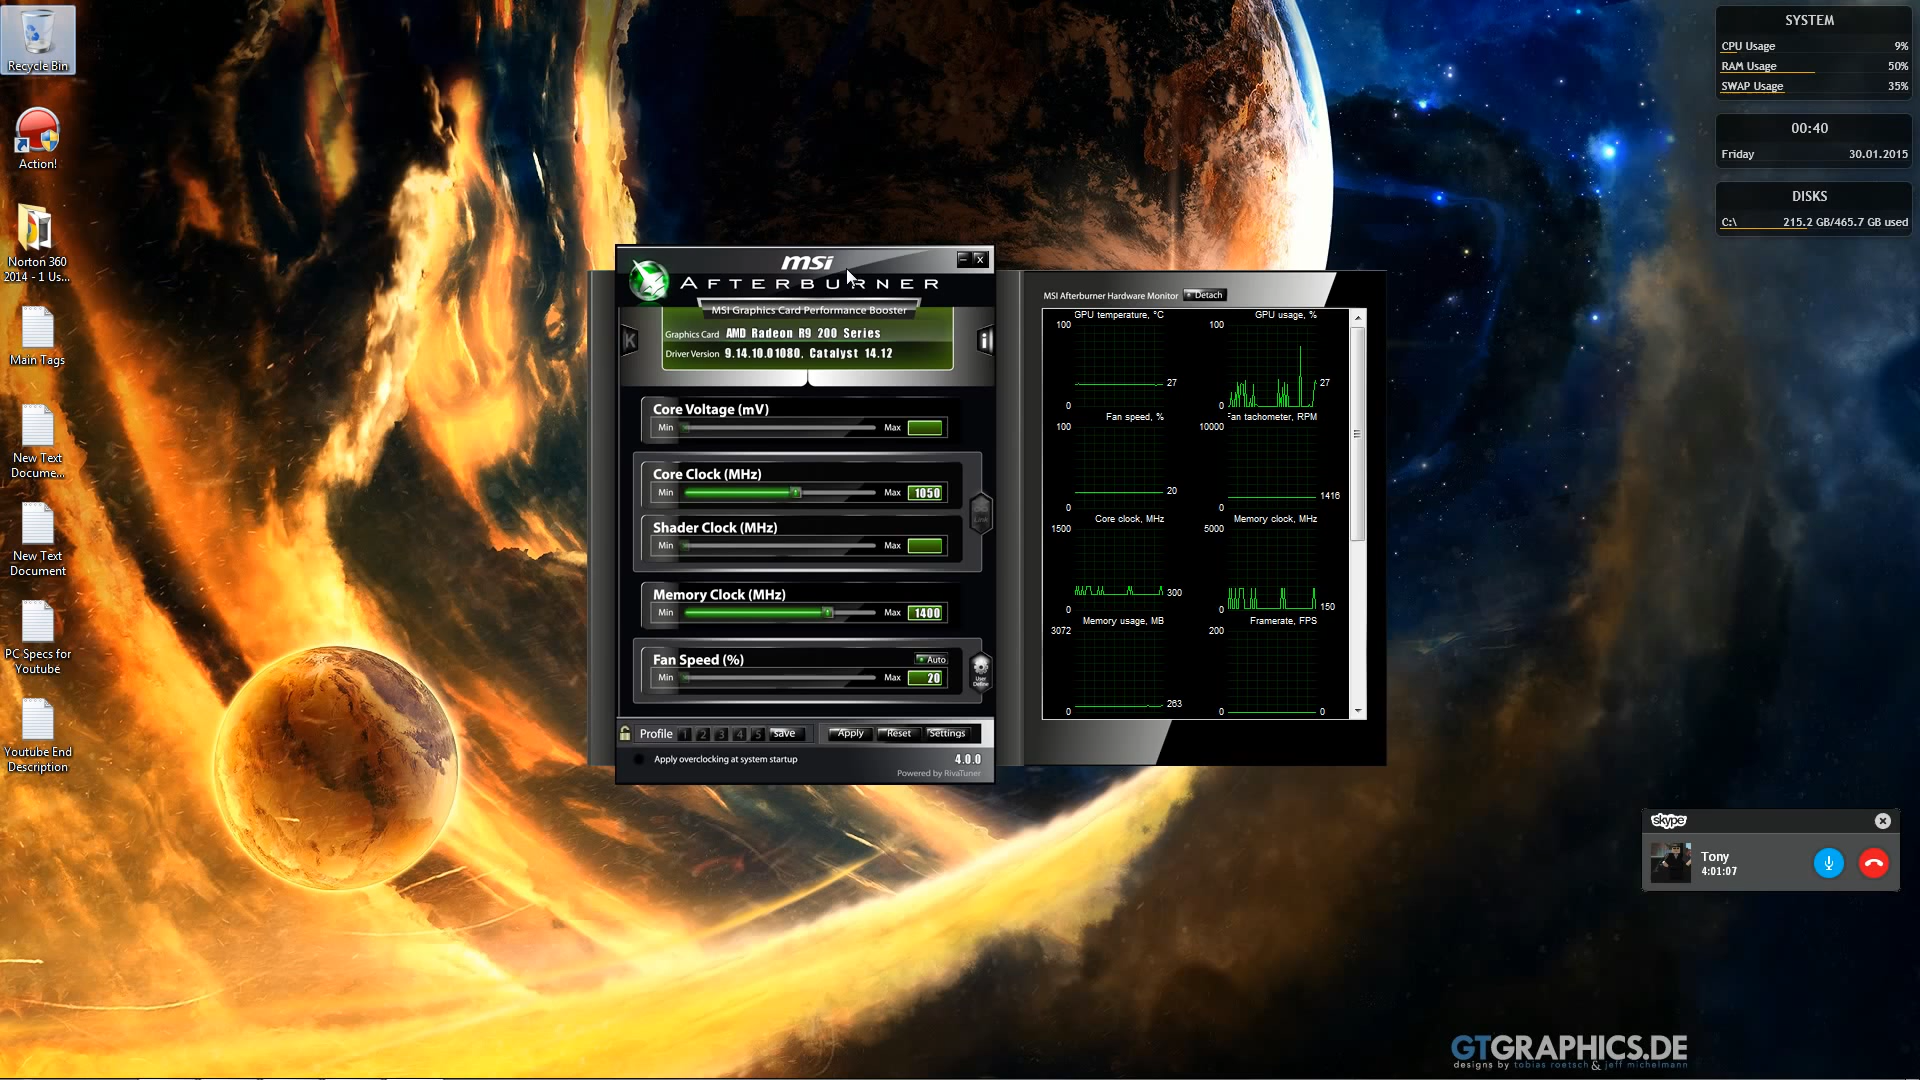 Recycle Bin
Action!
Norton 360
2014 - 1 Us...
Main Tags
New Text
Docume...
New Text
Document
PC Specs for
Youtube
Youtube End
Description
msi
AFTERBURNER
MSI Graphics Card Performance Booster
Graphics Card AMD Radeon R9 200 Series
Driver Version 9.14.10.01080, Catalyst 14.12
K
i
Core Voltage (mV)
Min Max
Core Clock (MHz)
Min Max 1050
Shader Clock (MHz)
Min Max
Link
Memory Clock (MHz)
Min Max 1400
Fan Speed (%)
Auto
Min Max 20
User
Define
Profile 1 2 3 4 5 Save Apply Reset Settings
Apply overclocking at system startup 4.0.0
Powered by RivaTuner
MSI Afterburner Hardware Monitor Detach
GPU temperature, °C
100
27
0
GPU usage, %
100
27
0
Fan speed, %
100
20
0
Fan tachometer, RPM
10000
1416
0
Core clock, MHz
1500
300
0
Memory clock, MHz
5000
150
0
Memory usage, MB
3072
263
0
Framerate, FPS
200
0
0
SYSTEM
CPU Usage 9%
RAM Usage 50%
SWAP Usage 35%
00:40
Friday 30.01.2015
DISKS
C:\ 215.2 GB/465.7 GB used
skype
Tony
4:01:07
GTGRAPHICS.DE
designs by tobias roetsch & jeff michelmann